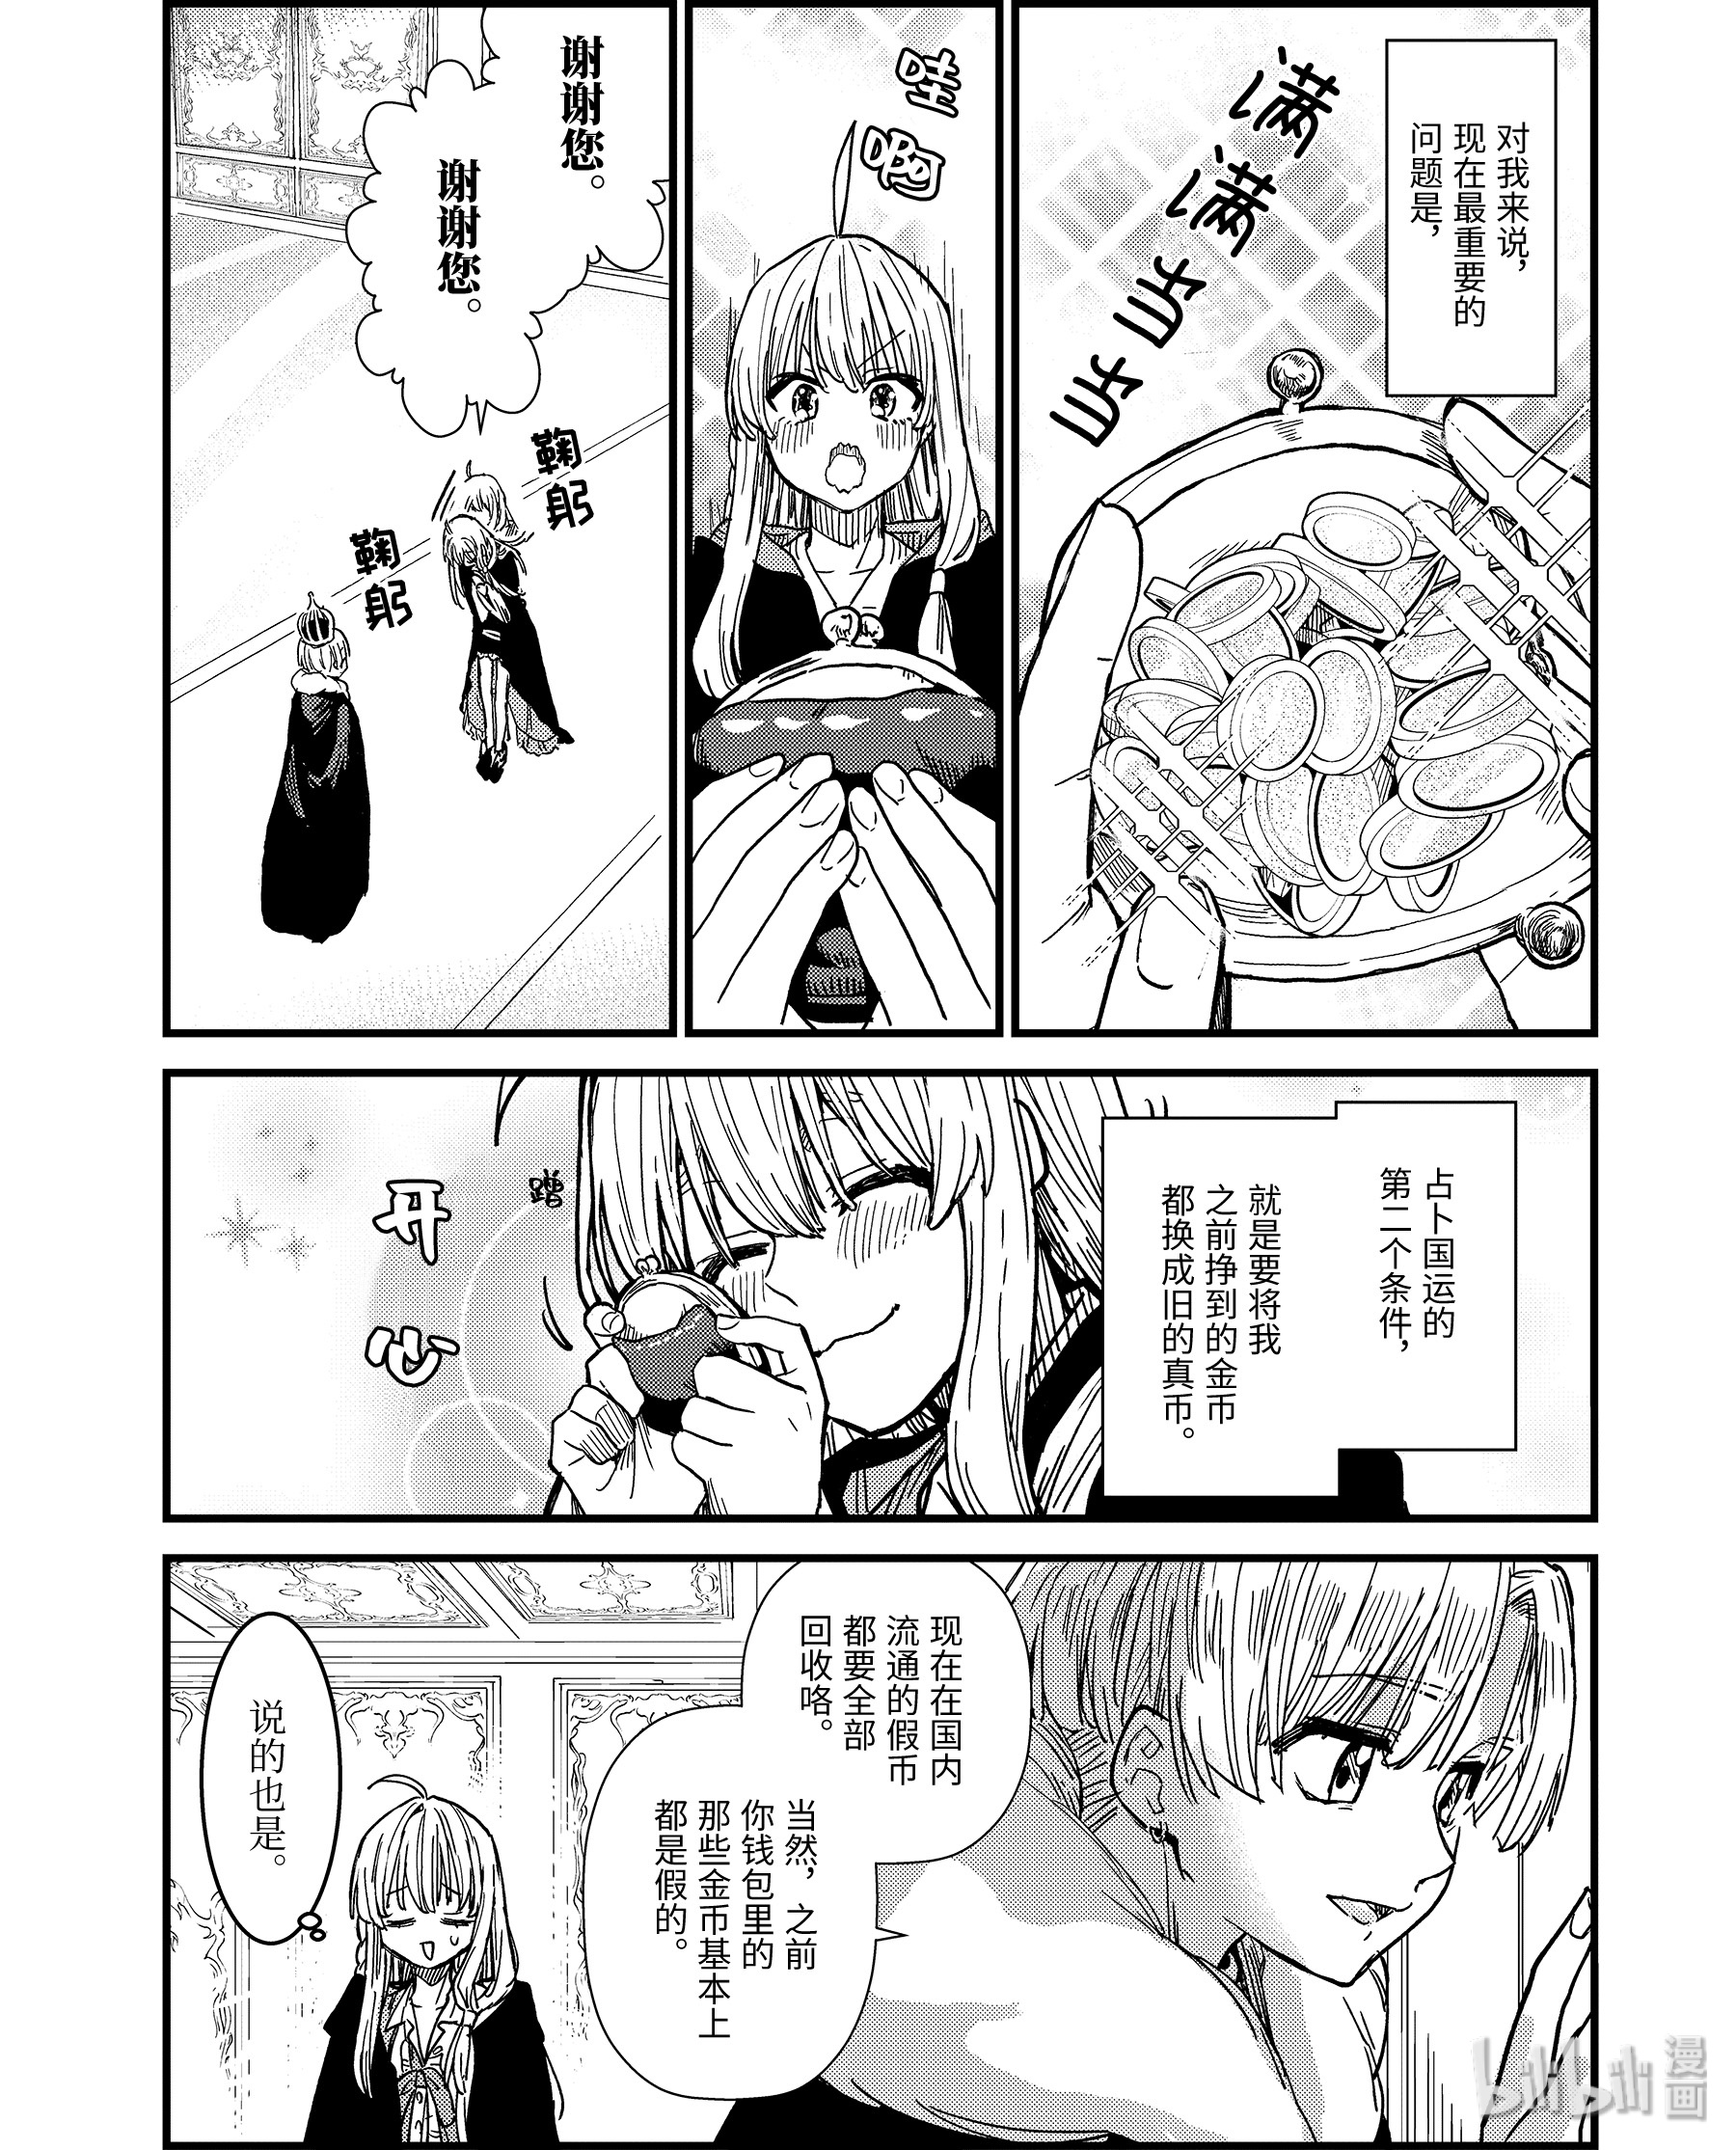 对我来说，
现在最重要的
问题是，
满满当当
哇啊
谢谢您。
谢谢您。
鞠躬
鞠躬
占卜国运的
第二个条件，
就是要将我
之前挣到的金币
都换成旧的真币。
蹭
开心
现在在国内
流通的假币
都要全部
回收咯。
当然，之前
你钱包里的
那些金币基本上
都是假的。
说的也是。
bilibili
漫画